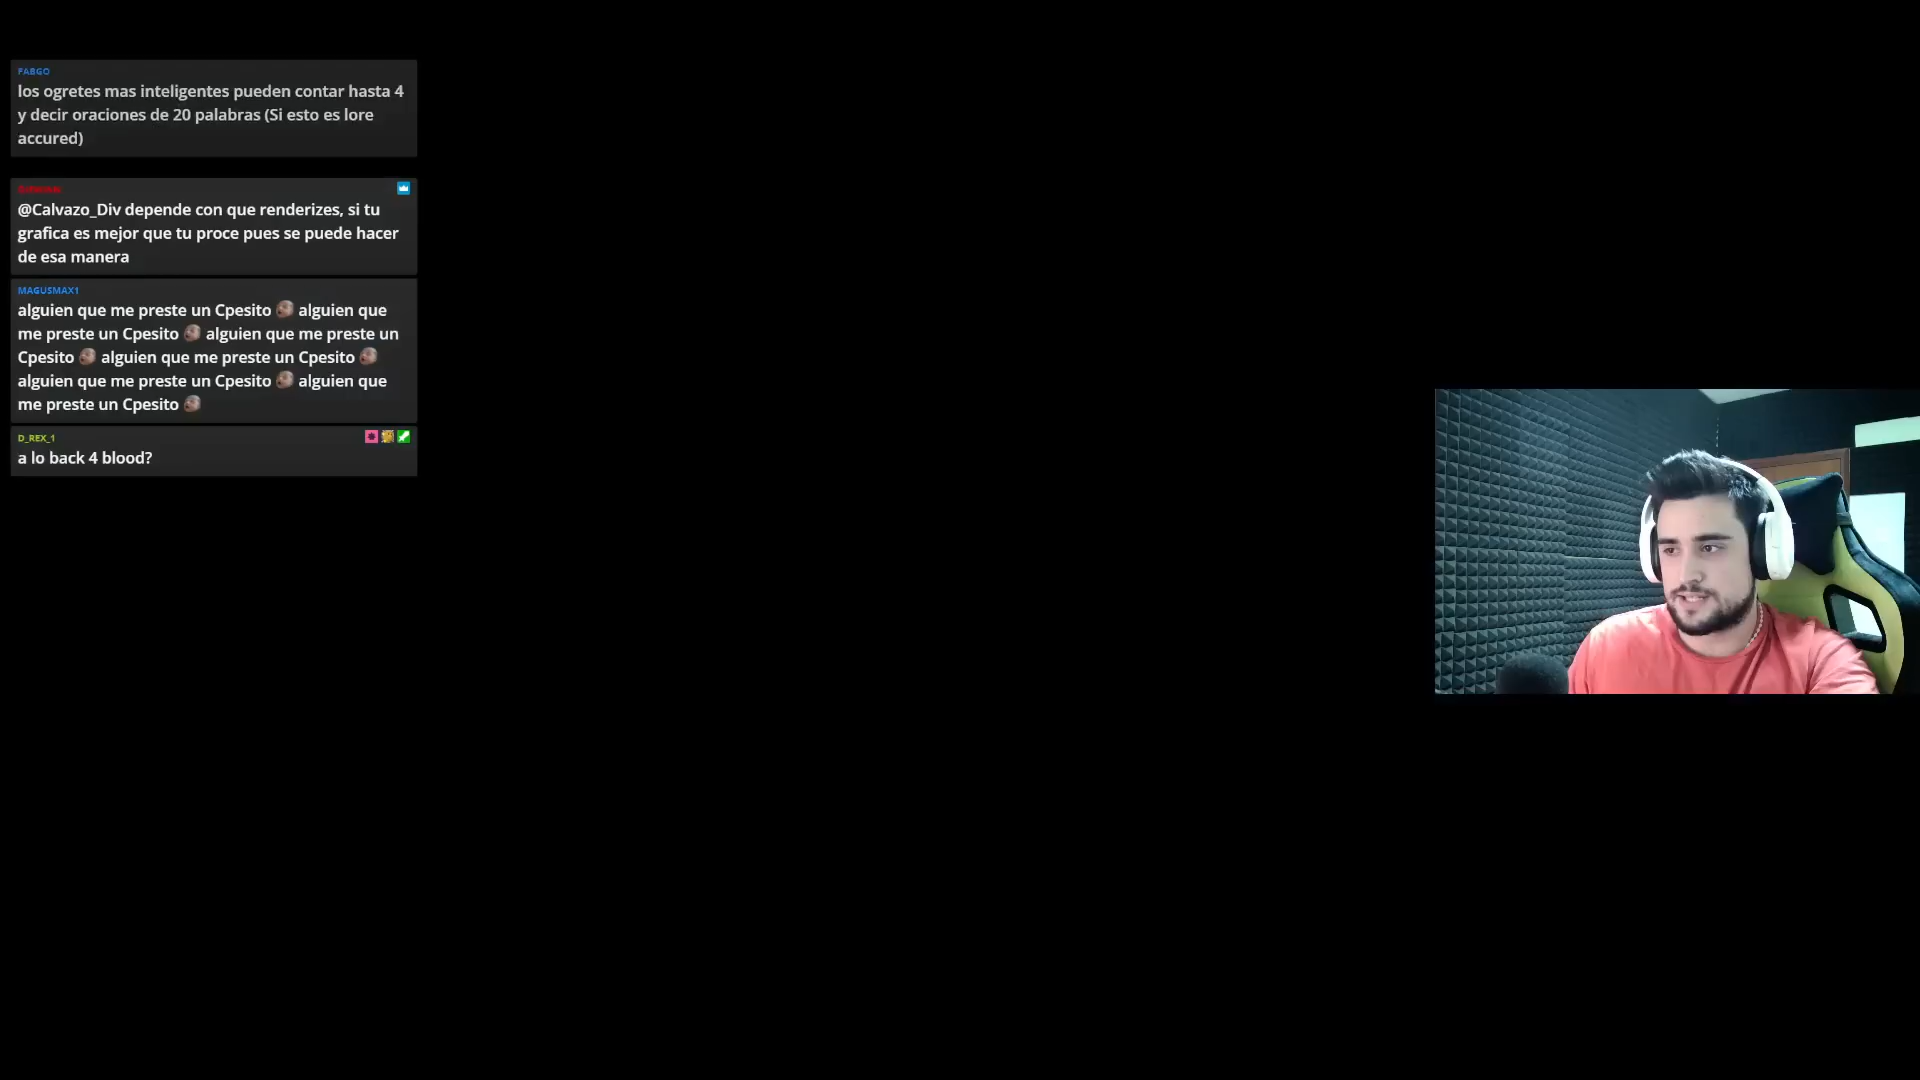 FABGO
los ogretes mas inteligentes pueden contar hasta 4
y decir oraciones de 20 palabras (Si esto es lore
accured)
@Calvazo_Div depende con que renderizes, si tu
grafica es mejor que tu proce pues se puede hacer
de esa manera
MAGUSMAX1
alguien que me preste un Cpesito alguien que
me preste un Cpesito alguien que me preste un
Cpesito alguien que me preste un Cpesito
alguien que me preste un Cpesito alguien que
me preste un Cpesito
D_REX_1
a lo back 4 blood?